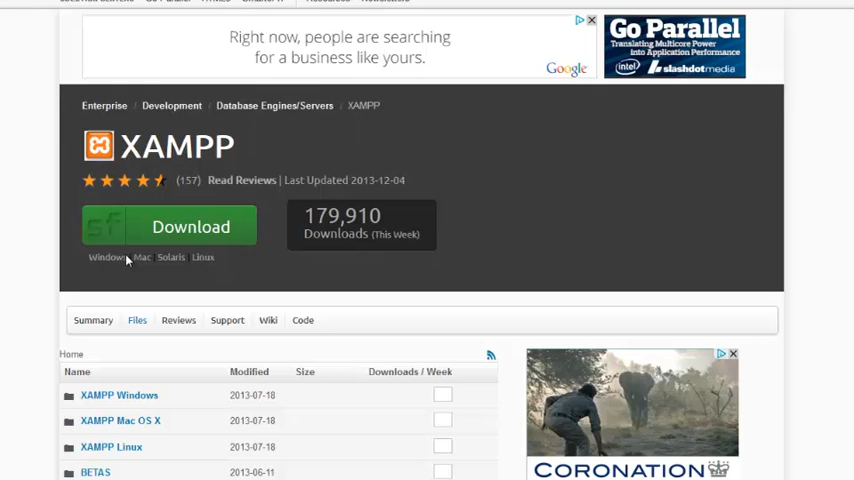 Right now, people are searching
for a business like yours.
Google
Go Parallel
Translating Multicore Power
into Application Performance
intel
slashdotmedia
Enterprise / Development / Database Engines/Servers / XAMPP
XAMPP
(157) Read Reviews | Last Updated 2013-12-04
sf Download
179,910
Downloads (This Week)
Windows Mac | Solaris | Linux
Summary Files Reviews Support Wiki Code
Home
Name Modified Size Downloads / Week
XAMPP Windows 2013-07-18
XAMPP Mac OS X 2013-07-18
XAMPP Linux 2013-07-18
BETAS 2013-06-11
CORONATION